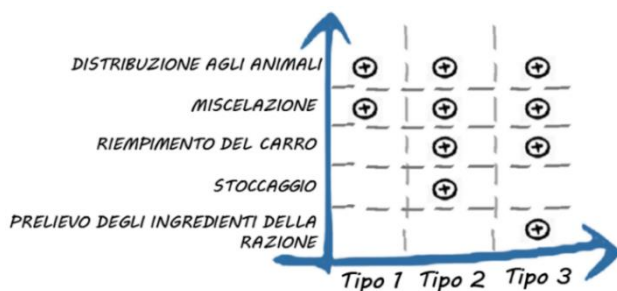 DISTRIBUZIONE AGLI ANIMALI
MISCELAZIONE
RIEMPIMENTO DEL CARRO
STOCCAGGIO
PRELIEVO DEGLI INGREDIENTI DELLA
RAZIONE
Tipo 1 Tipo 2 Tipo 3